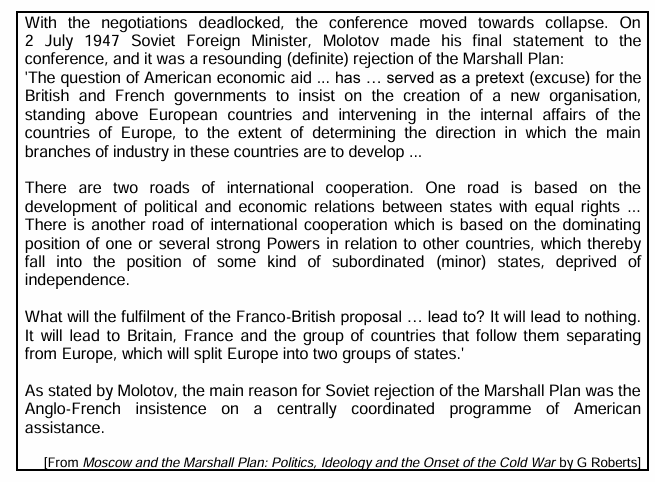 With the negotiations deadlocked, the conference moved towards collapse. On
2 July 1947 Soviet Foreign Minister, Molotov made his final statement to the
conference, and it was a resounding (definite) rejection of the Marshall Plan:
'The question of American economic aid ... has … served as a pretext (excuse) for the
British and French governments to insist on the creation of a new organisation,
standing above European countries and intervening in the internal affairs of the
countries of Europe, to the extent of determining the direction in which the main
branches of industry in these countries are to develop ...
There are two roads of international cooperation. One road is based on the
development of political and economic relations between states with equal rights ...
There is another road of international cooperation which is based on the dominating
position of one or several strong Powers in relation to other countries, which thereby
fall into the position of some kind of subordinated (minor) states, deprived of
independence.
What will the fulfilment of the Franco-British proposal … lead to? It will lead to nothing.
It will lead to Britain, France and the group of countries that follow them separating
from Europe, which will split Europe into two groups of states.'
As stated by Molotov, the main reason for Soviet rejection of the Marshall Plan was the
Anglo-French insistence on a centrally coordinated programme of American
assistance.
[From Moscow and the Marshall Plan: Politics, Ideology and the Onset of the Cold War by G Roberts]